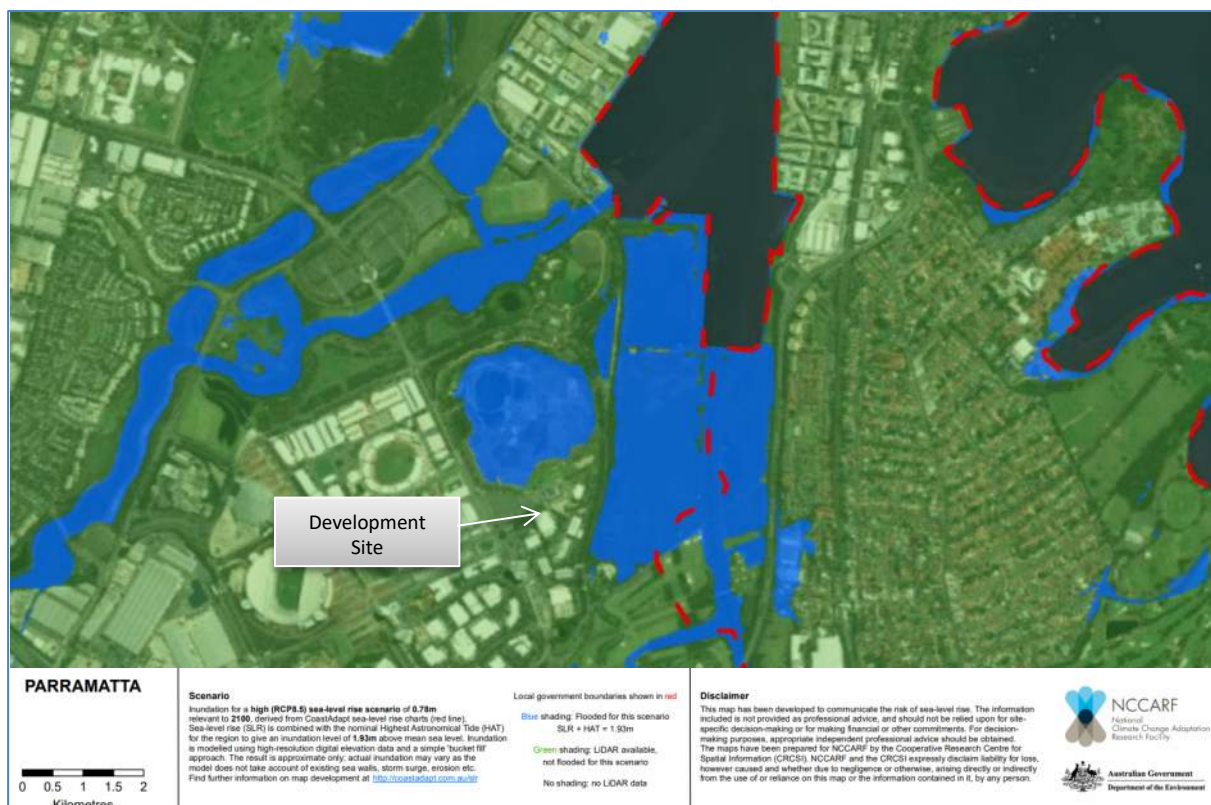 Development
Site
PARRAMATTA
0 0.5 1 1.5 2
Kilometres
Scenario
Inundation for a high (RCP8.5) sea-level rise scenario of 0.78m
relevant to 2100, derived from CoastAdapt sea-level rise charts (red line).
Sea-level rise (SLR) is combined with the nominal Highest Astronomical Tide (HAT)
for the region to give an inundation level of 1.93m above mean sea level. Inundation
is modelled using high-resolution digital elevation data and a simple 'bucket fill'
approach. The result is approximate only; actual inundation may vary as the
model does not take account of existing sea walls, storm surge, erosion etc.
Find further information on map development at http://coastadapt.com.au/slr
Local government boundaries shown in red
Blue shading: Flooded for this scenario
SLR + HAT = 1.93m
Green shading: LiDAR available,
not flooded for this scenario
No shading: no LiDAR data
Disclaimer
This map has been developed to communicate the risk of sea-level rise. The information
included is not provided as professional advice, and should not be relied upon for site-
specific decision-making or for making financial or other commitments. For decision-
making purposes, appropriate independent professional advice should be obtained.
The maps have been prepared for NCCARF by the Cooperative Research Centre for
Spatial Information (CRCSI). NCCARF and the CRCSI expressly disclaim liability for loss,
however caused and whether due to negligence or otherwise, arising directly or indirectly
from the use of or reliance on this map or the information contained in it, by any person.
NCCARF
National
Climate Change Adaptation
Research Facility
Australian Government
Department of the Environment